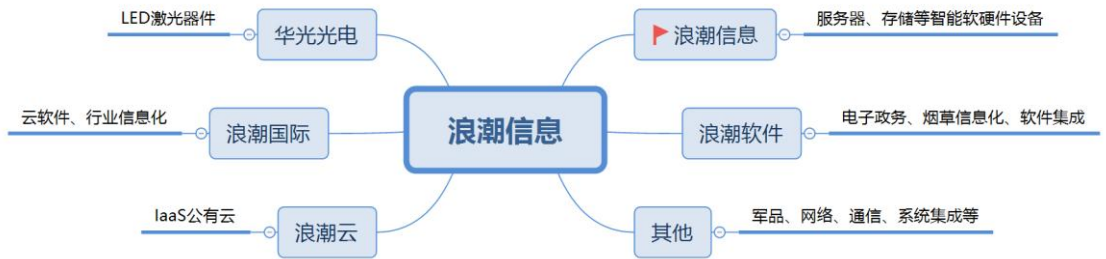 LED激光器件
华光光电
浪潮信息
服务器、存储等智能软硬件设备
云软件、行业信息化
浪潮国际
浪潮信息
浪潮软件
电子政务、烟草信息化、软件集成
IaaS公有云
浪潮云
其他
军品、网络、通信、系统集成等